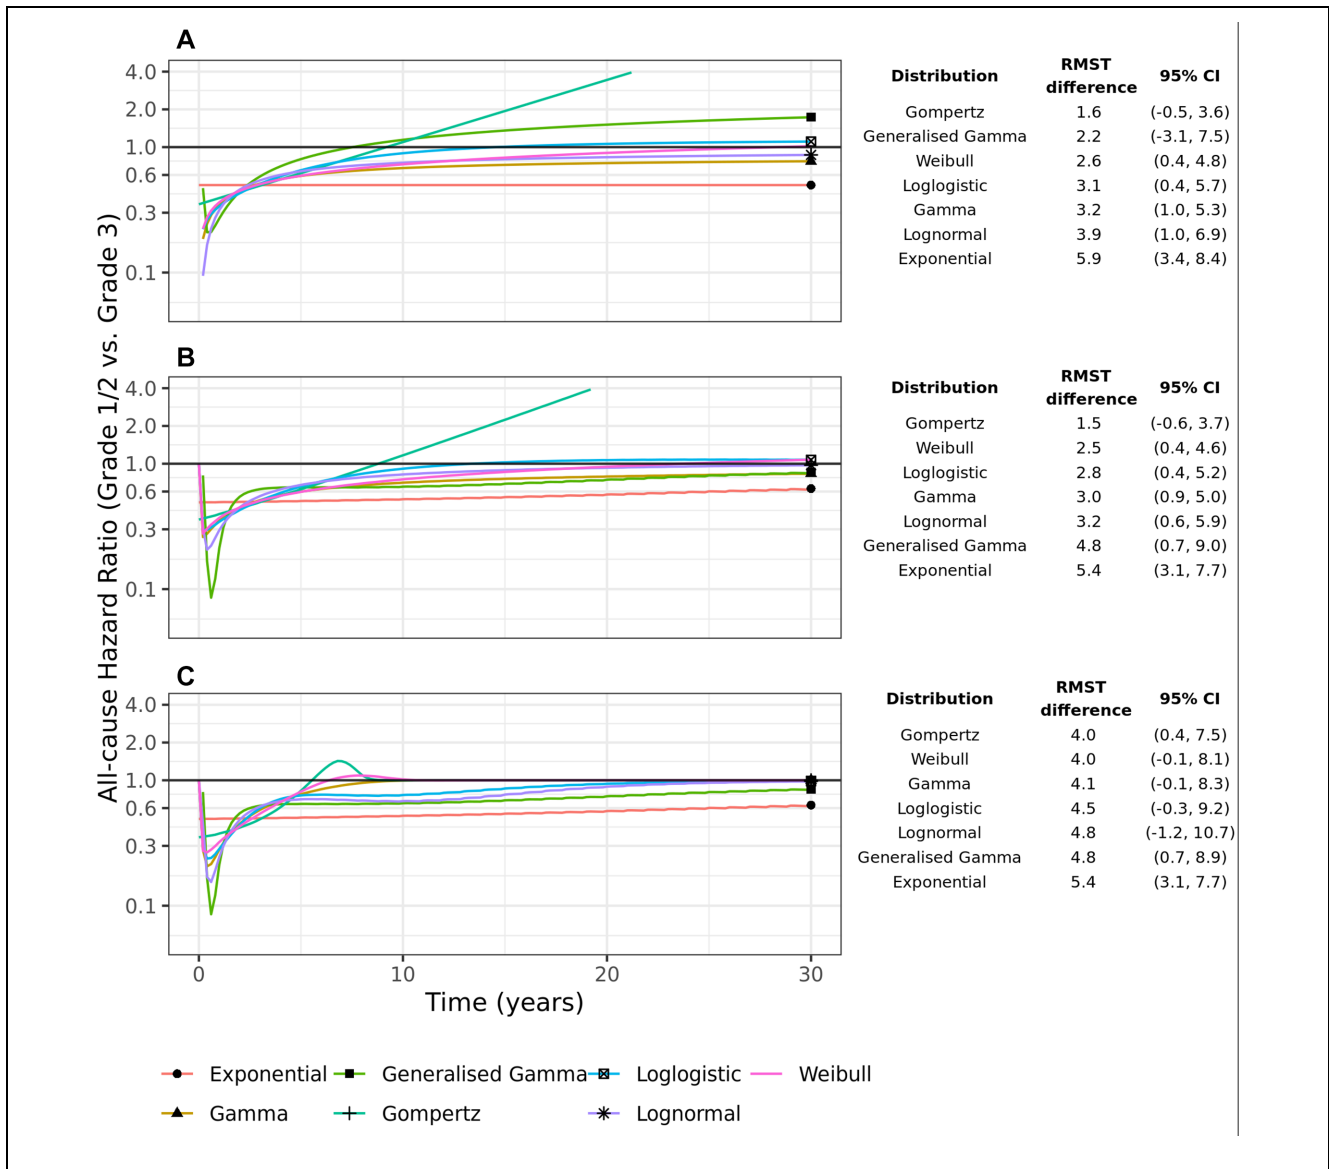 A
All-cause Hazard Ratio (Grade 1/2 vs. Grade 3)
4.0
2.0
1.0
0.6
0.3
0.1
Distribution RMST difference 95% CI
Gompertz 1.6 (-0.5, 3.6)
Generalised Gamma 2.2 (-3.1, 7.5)
Weibull 2.6 (0.4, 4.8)
Loglogistic 3.1 (0.4, 5.7)
Gamma 3.2 (1.0, 5.3)
Lognormal 3.9 (1.0, 6.9)
Exponential 5.9 (3.4, 8.4)
B
4.0
2.0
1.0
0.6
0.3
0.1
Distribution RMST difference 95% CI
Gompertz 1.5 (-0.6, 3.7)
Weibull 2.5 (0.4, 4.6)
Loglogistic 2.8 (0.4, 5.2)
Gamma 3.0 (0.9, 5.0)
Lognormal 3.2 (0.6, 5.9)
Generalised Gamma 4.8 (0.7, 9.0)
Exponential 5.4 (3.1, 7.7)
C
4.0
2.0
1.0
0.6
0.3
0.1
Distribution RMST difference 95% CI
Gompertz 4.0 (0.4, 7.5)
Weibull 4.0 (-0.1, 8.1)
Gamma 4.1 (-0.1, 8.3)
Loglogistic 4.5 (-0.3, 9.2)
Lognormal 4.8 (-1.2, 10.7)
Generalised Gamma 4.8 (0.7, 8.9)
Exponential 5.4 (3.1, 7.7)
0 10 20 30
Time (years)
Exponential Generalised Gamma Loglogistic Weibull
Gamma Gompertz Lognormal